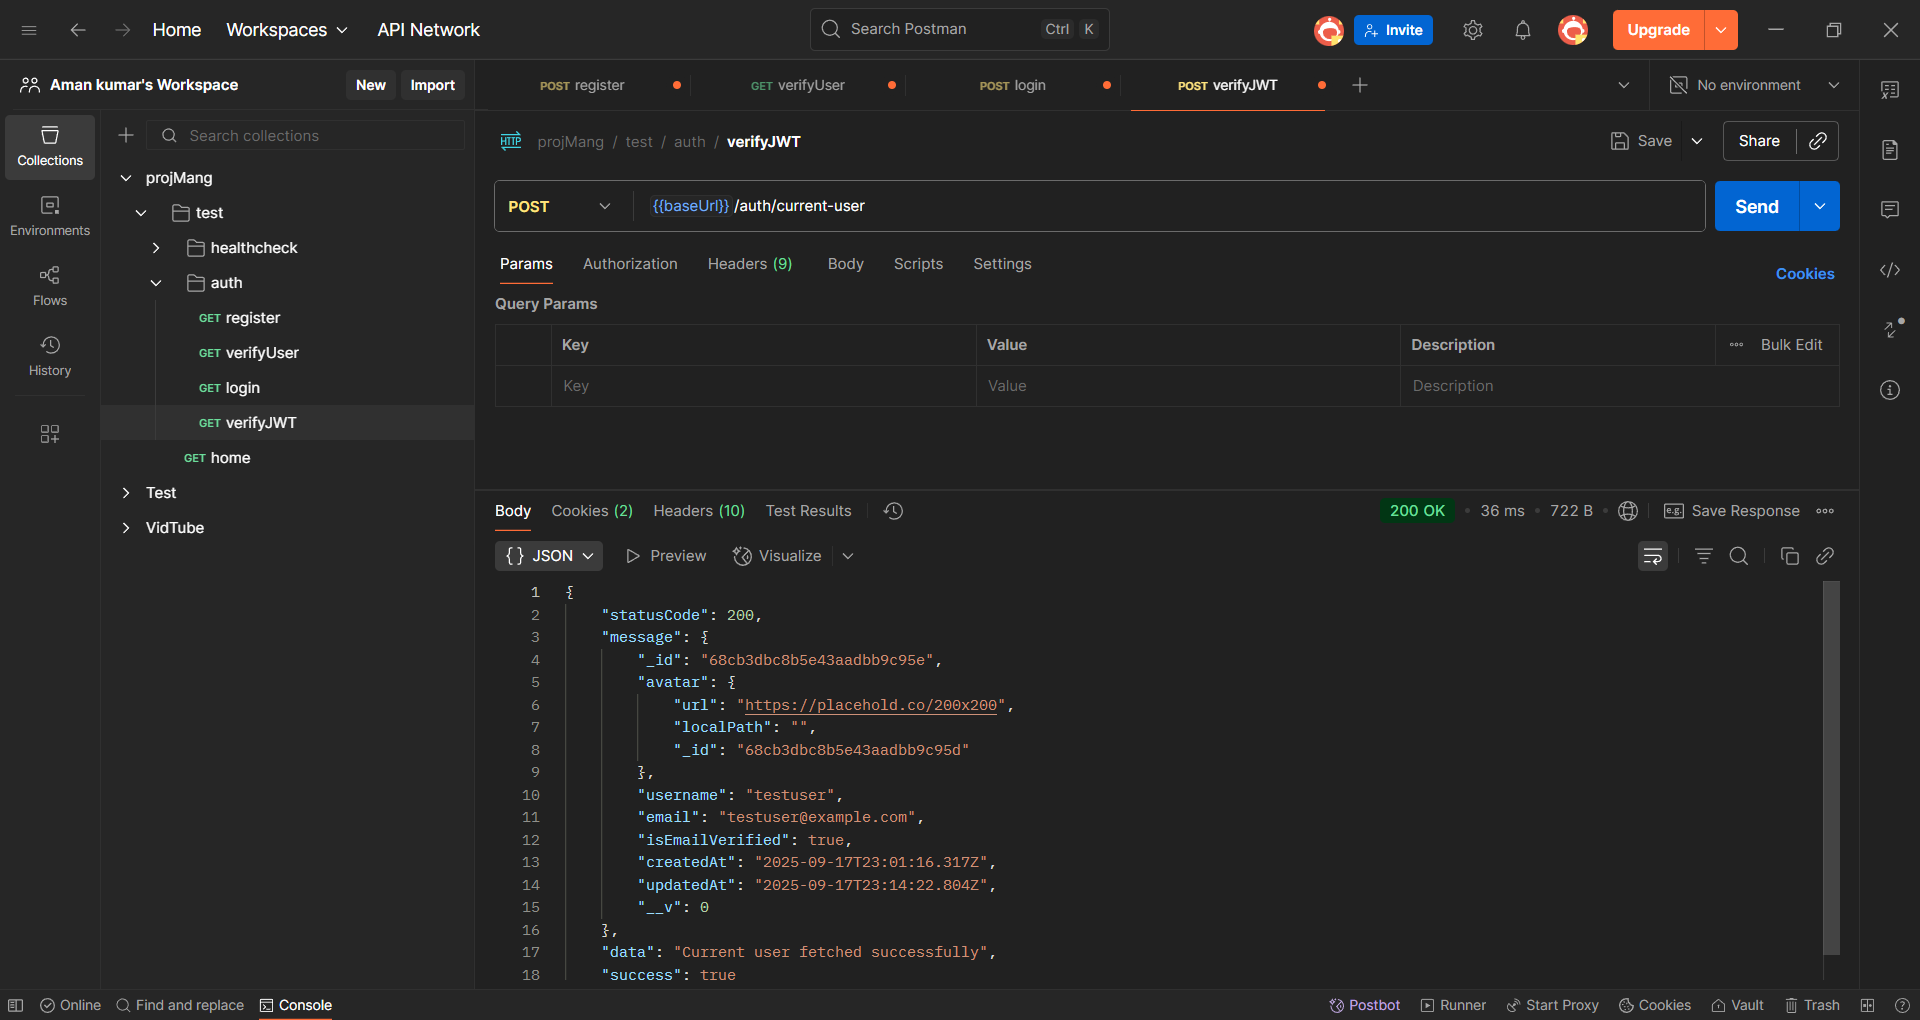 Home
Workspaces
API Network
Search Postman
Ctrl K
Invite
Upgrade
Aman kumar's Workspace
New
Import
POST register
GET verifyUser
POST login
POST verifyJWT
No environment
Collections
Environments
Flows
History
Search collections
projMang
test
healthcheck
auth
GET register
GET verifyUser
GET login
GET verifyJWT
GET home
Test
VidTube
HTTP projMang / test / auth / verifyJWT
Save
Share
POST
{{baseUrl}} /auth/current-user
Send
Params Authorization Headers (9) Body Scripts Settings
Cookies
Query Params
Key Value Description Bulk Edit
Key Value Description
Body Cookies (2) Headers (10) Test Results
200 OK • 36 ms • 722 B •
e.g. Save Response
{} JSON
Preview
Visualize
1 {
2 "statusCode": 200,
3 "message": {
4 "_id": "68cb3dbc8b5e43aadbb9c95e",
5 "avatar": {
6 "url": "https://placehold.co/200x200",
7 "localPath": "",
8 "_id": "68cb3dbc8b5e43aadbb9c95d"
9 },
10 "username": "testuser",
11 "email": "testuser@example.com",
12 "isEmailVerified": true,
13 "createdAt": "2025-09-17T23:01:16.317Z",
14 "updatedAt": "2025-09-17T23:14:22.804Z",
15 "__v": 0
16 },
17 "data": "Current user fetched successfully",
18 "success": true
Online
Find and replace
Console
Postbot
Runner
Start Proxy
Cookies
Vault
Trash